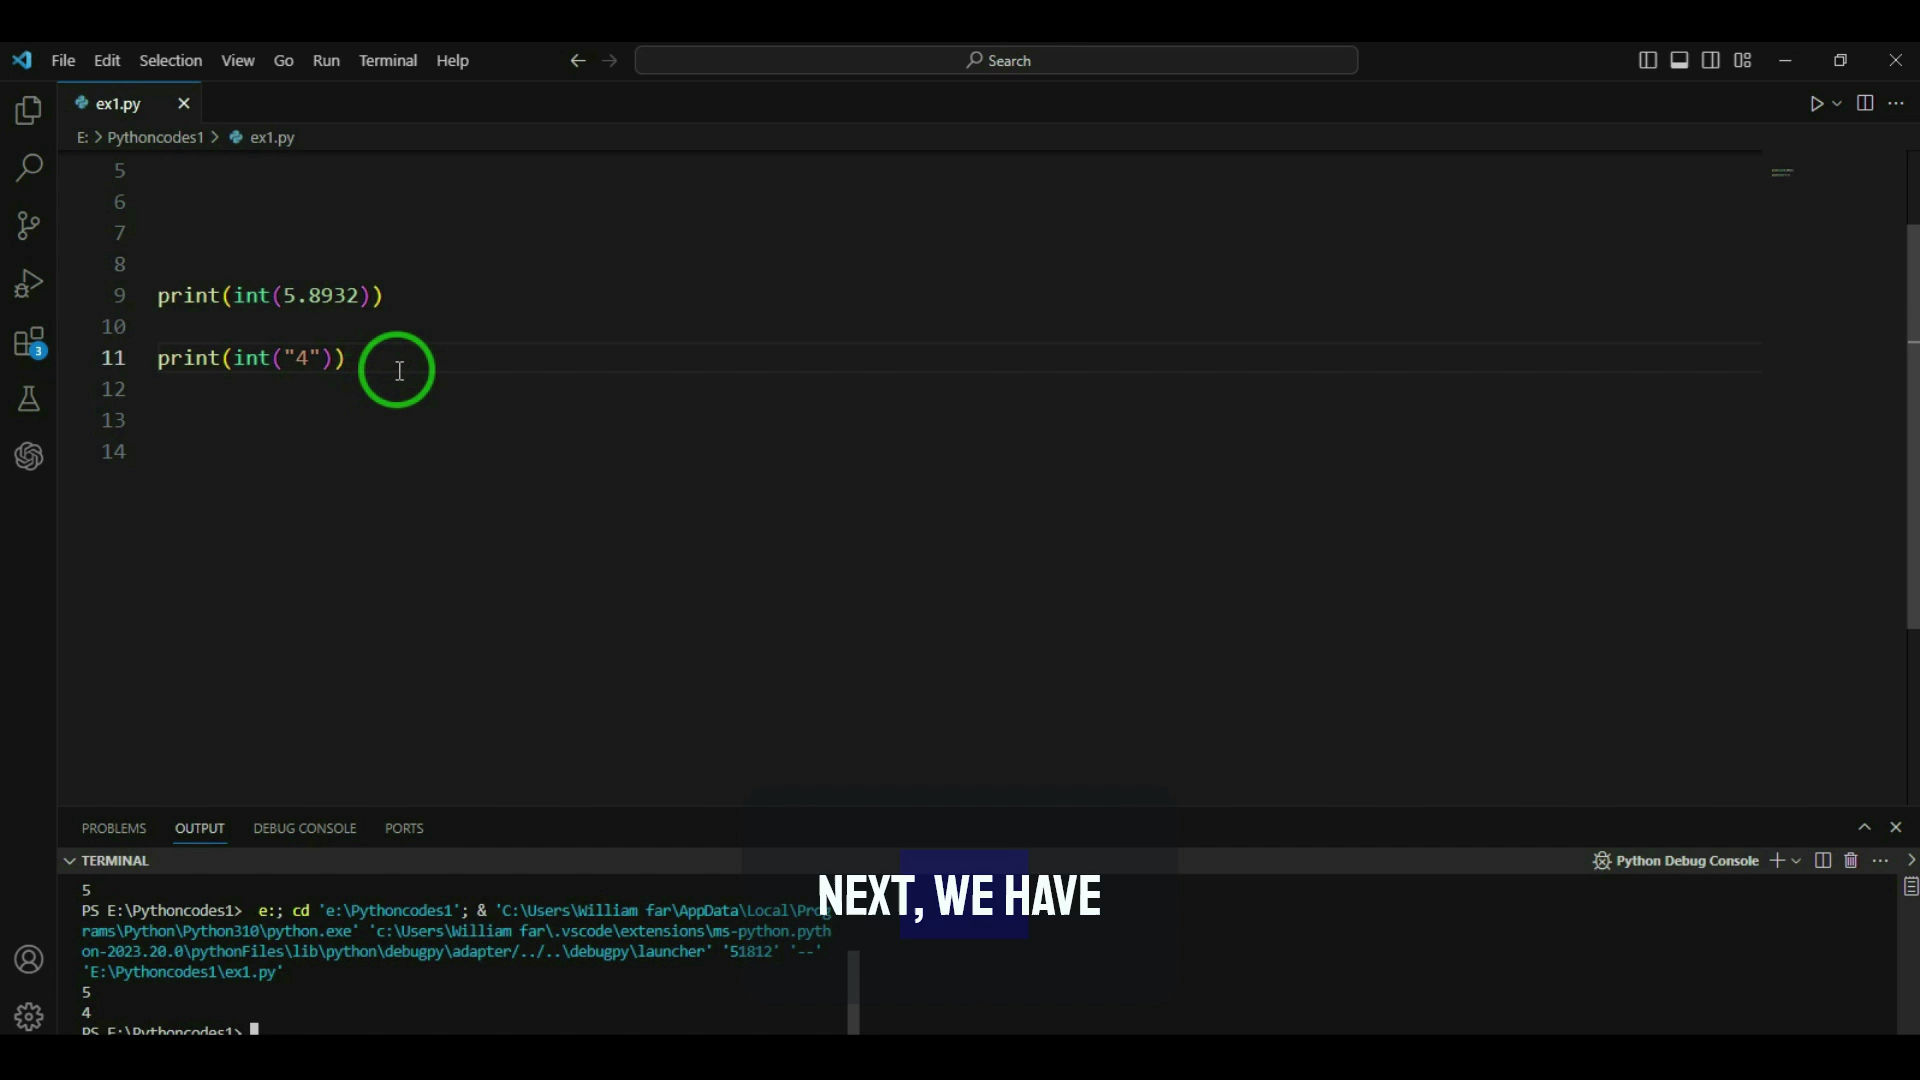 File Edit Selection View Go Run Terminal Help
Search
ex1.py
E: > Pythoncodes1 > ex1.py
5
6
7
8
9 print(int(5.8932))
10
11 print(int("4"))
12
13
14
3
PROBLEMS OUTPUT DEBUG CONSOLE PORTS
TERMINAL
Python Debug Console
5
PS E:\Pythoncodes1> e:; cd 'e:\Pythoncodes1'; & 'C:\Users\William far\AppData\Local\Prog
rams\Python\Python310\python.exe' 'c:\Users\William far\.vscode\extensions\ms-python.pyth
on-2023.20.0\pythonFiles\lib\python\debugpy\adapter/../..\debugpy\launcher' '51812' '--'
'E:\Pythoncodes1\ex1.py'
5
4
PS E:\Pythoncodes1>
NEXT, WE HAVE